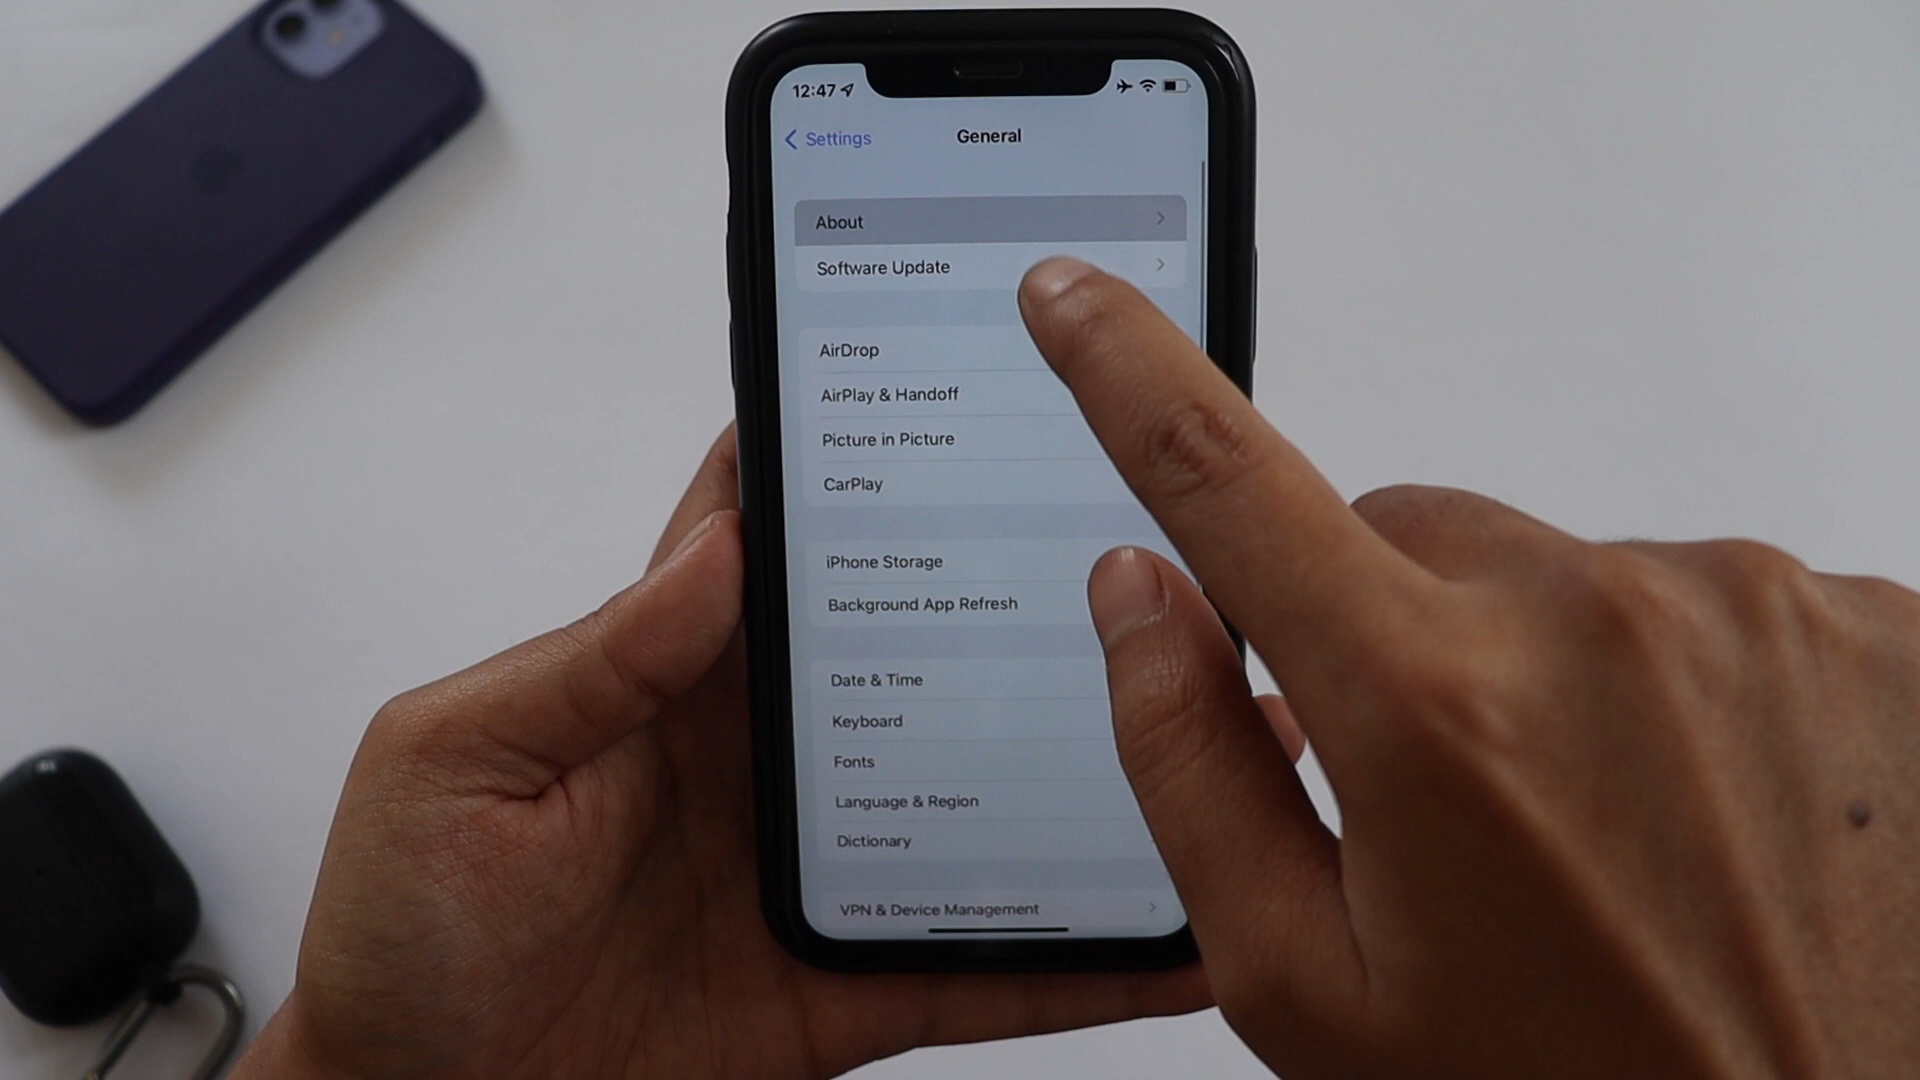 12:47
Settings
General
About
Software Update
AirDrop
AirPlay & Handoff
Picture in Picture
CarPlay
iPhone Storage
Background App Refresh
Date & Time
Keyboard
Fonts
Language & Region
Dictionary
VPN & Device Management